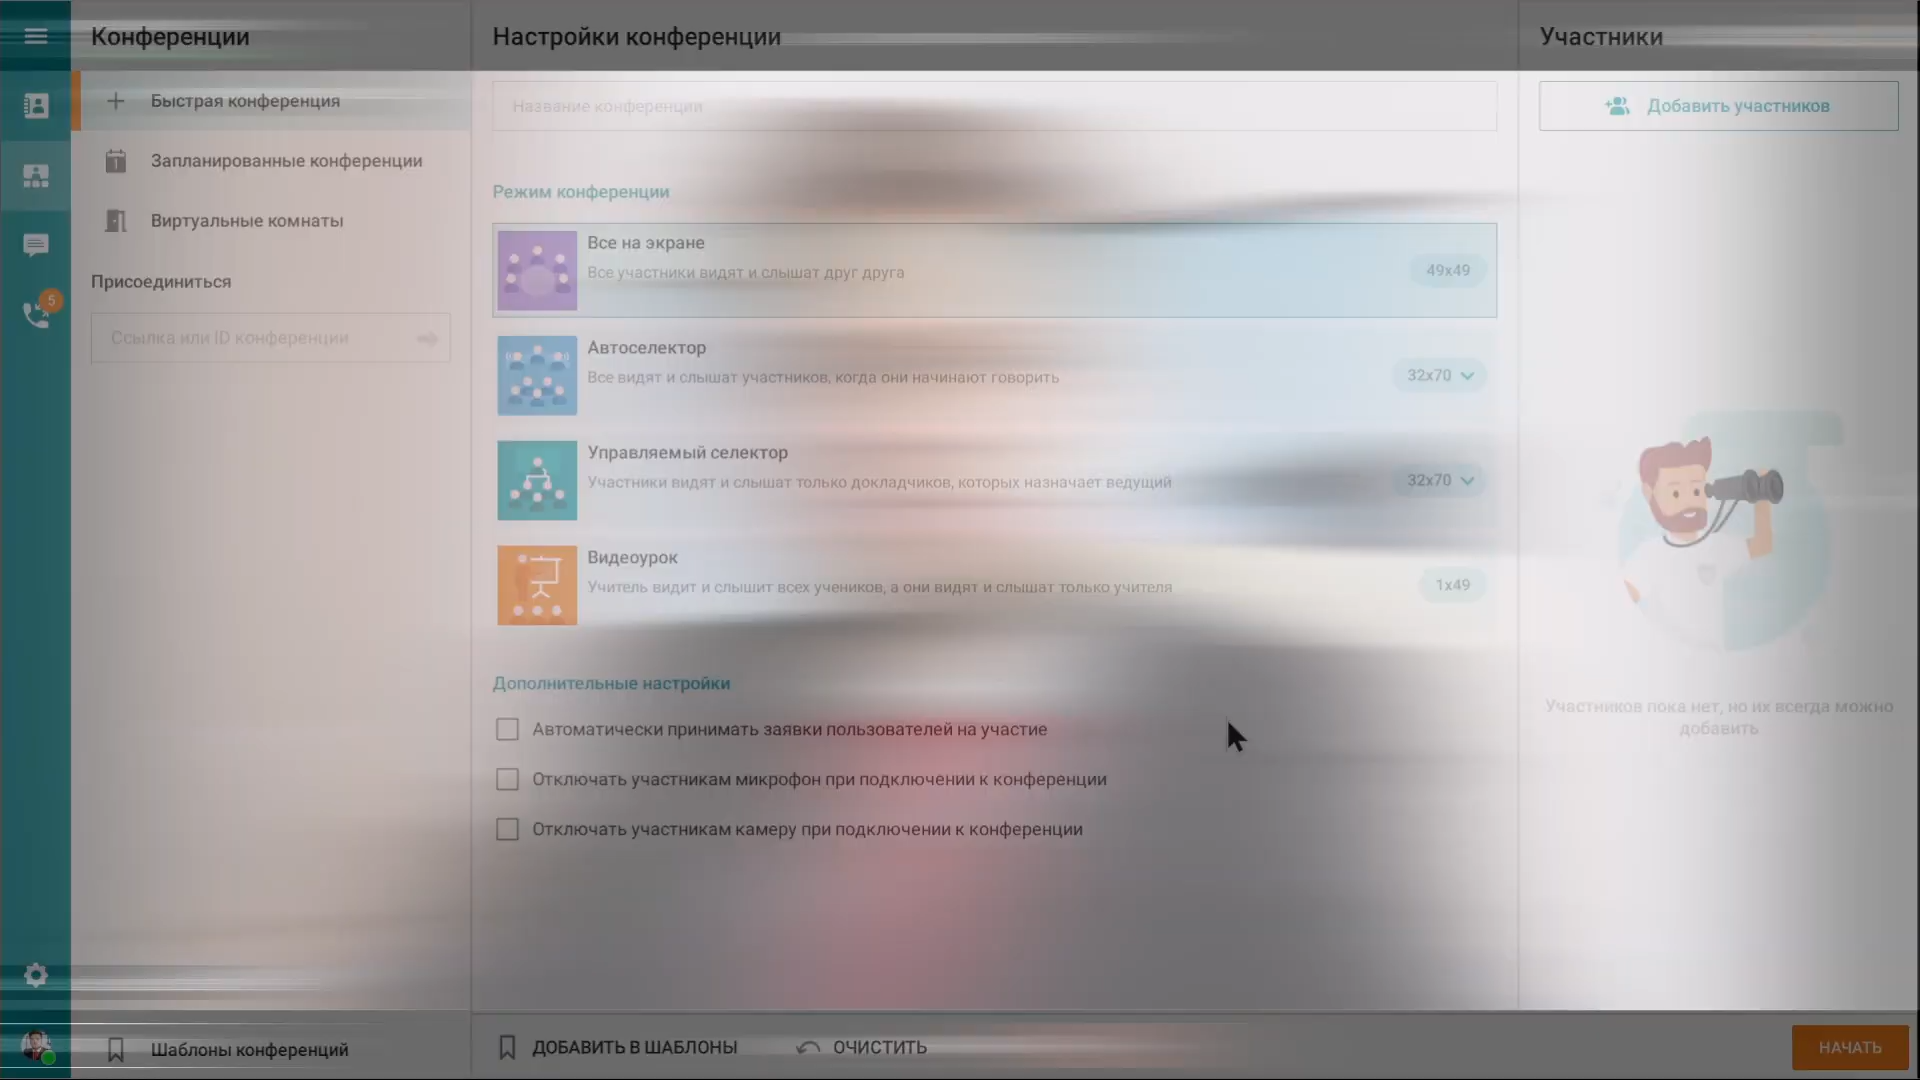 Конференции
Настройки конференции
Участники
Быстрая конференция
Запланированные конференции
Виртуальные комнаты
Присоединиться
Ссылка или ID конференции
5
Шаблоны конференций
Название конференции
Режим конференции
Все на экране
Все участники видят и слышат друг друга
49x49
Автоселектор
Все видят и слышат участников, когда они начинают говорить
32x70
Управляемый селектор
Участники видят и слышат только докладчиков, которых назначает ведущий
32x70
Видеоурок
Учитель видит и слышит всех учеников, а они видят и слышат только учителя
1x49
Дополнительные настройки
Автоматически принимать заявки пользователей на участие
Отключать участникам микрофон при подключении к конференции
Отключать участникам камеру при подключении к конференции
ДОБАВИТЬ В ШАБЛОНЫ
ОЧИСТИТЬ
Добавить участников
Участников пока нет, но их всегда можно
добавить
НАЧАТЬ